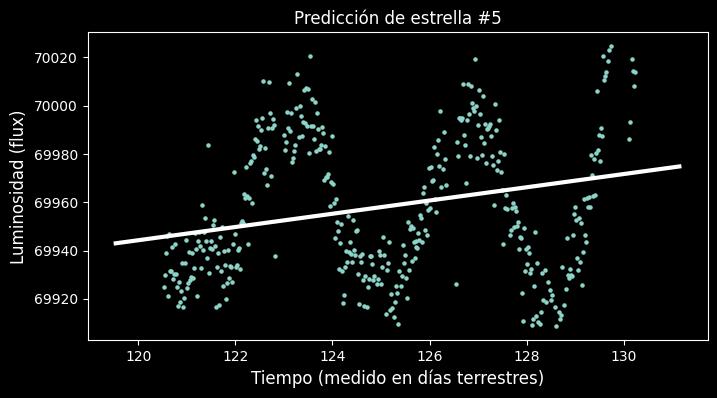 Predicción de estrella #5
Luminosidad (flux)
70020
70000
69980
69960
69940
69920
120 122 124 126 128 130
Tiempo (medido en días terrestres)